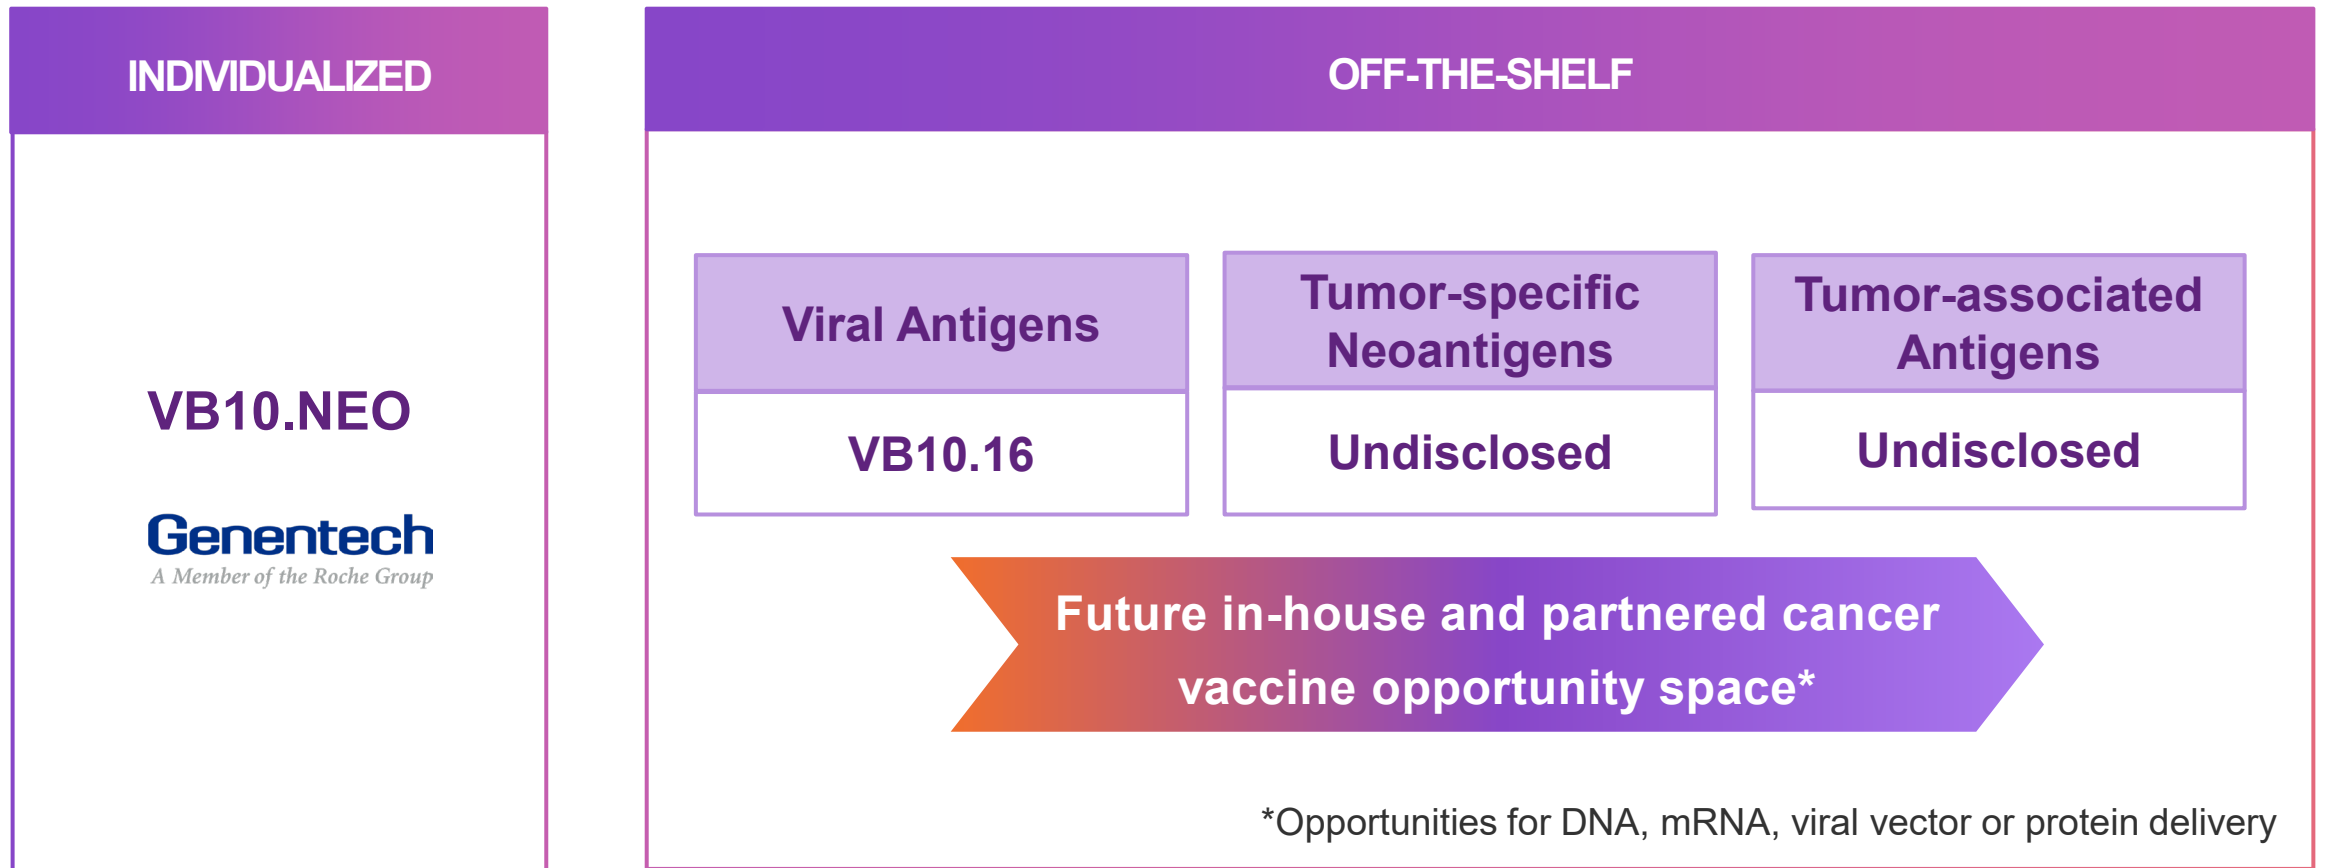 INDIVIDUALIZED
VB10.NEO
Genentech
A Member of the Roche Group
OFF-THE-SHELF
Viral Antigens
VB10.16
Tumor-specific
Neoantigens
Undisclosed
Tumor-associated
Antigens
Undisclosed
Future in-house and partnered cancer
vaccine opportunity space*
*Opportunities for DNA, mRNA, viral vector or protein delivery